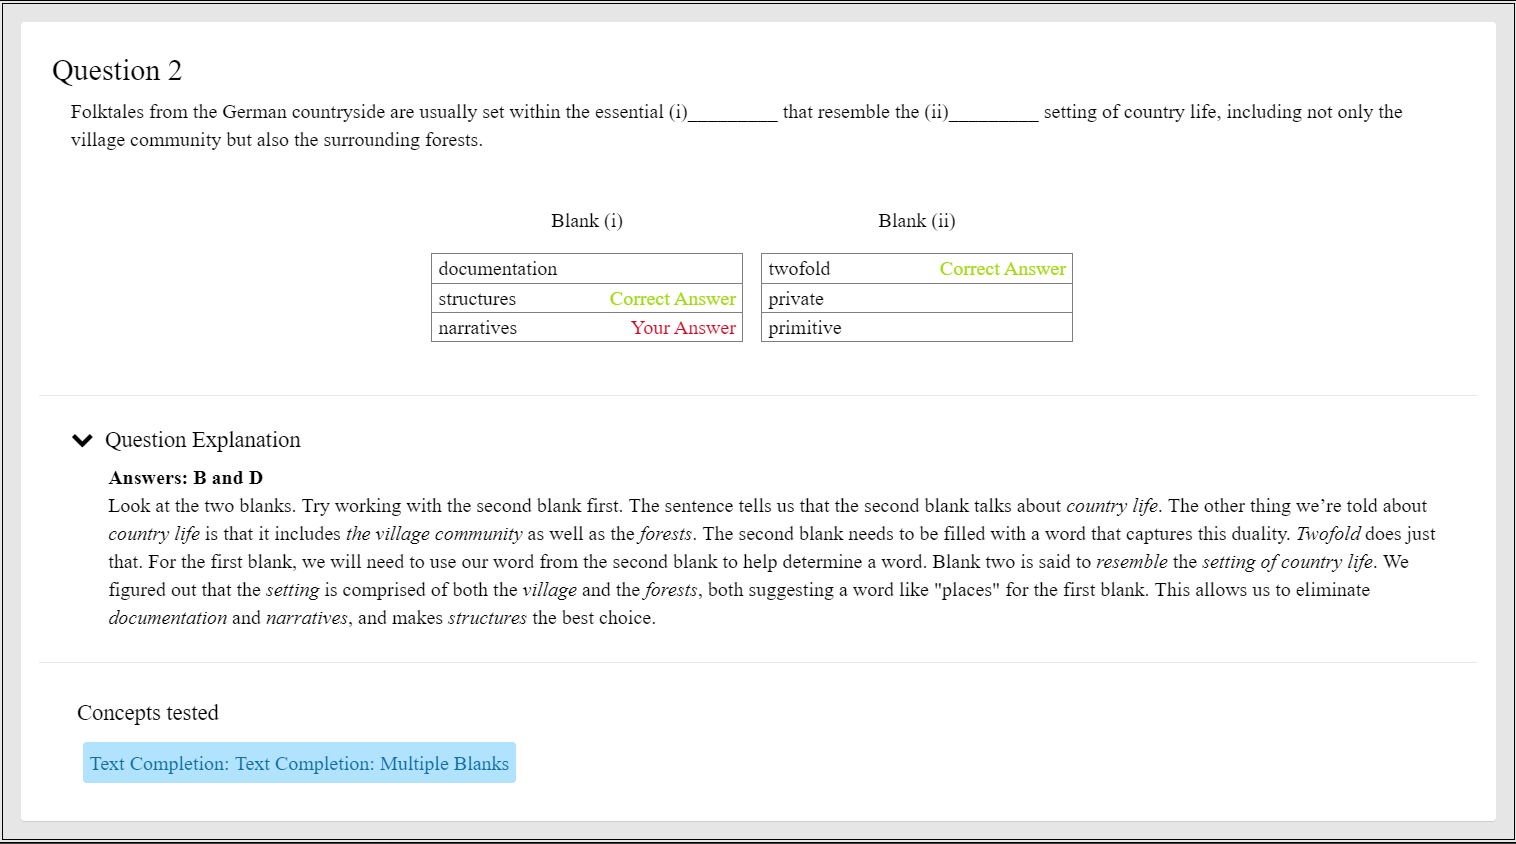 Question 2
Folktales from the German countryside are usually set within the essential (i)_________ that resemble the (ii)_________ setting of country life, including not only the
village community but also the surrounding forests.
Blank (i) Blank (ii)
documentation twofold Correct Answer
structures Correct Answer private
narratives Your Answer primitive
Question Explanation
Answers: B and D
Look at the two blanks. Try working with the second blank first. The sentence tells us that the second blank talks about country life. The other thing we’re told about
country life is that it includes the village community as well as the forests. The second blank needs to be filled with a word that captures this duality. Twofold does just
that. For the first blank, we will need to use our word from the second blank to help determine a word. Blank two is said to resemble the setting of country life. We
figured out that the setting is comprised of both the village and the forests, both suggesting a word like "places" for the first blank. This allows us to eliminate
documentation and narratives, and makes structures the best choice.
Concepts tested
Text Completion: Text Completion: Multiple Blanks